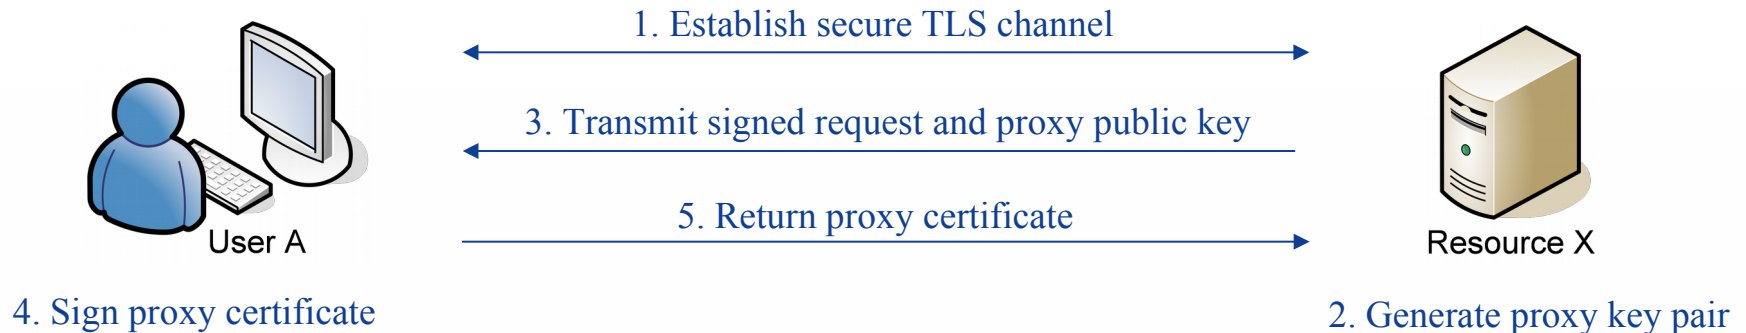 1. Establish secure TLS channel
3. Transmit signed request and proxy public key
5. Return proxy certificate
User A
Resource X
4. Sign proxy certificate
2. Generate proxy key pair